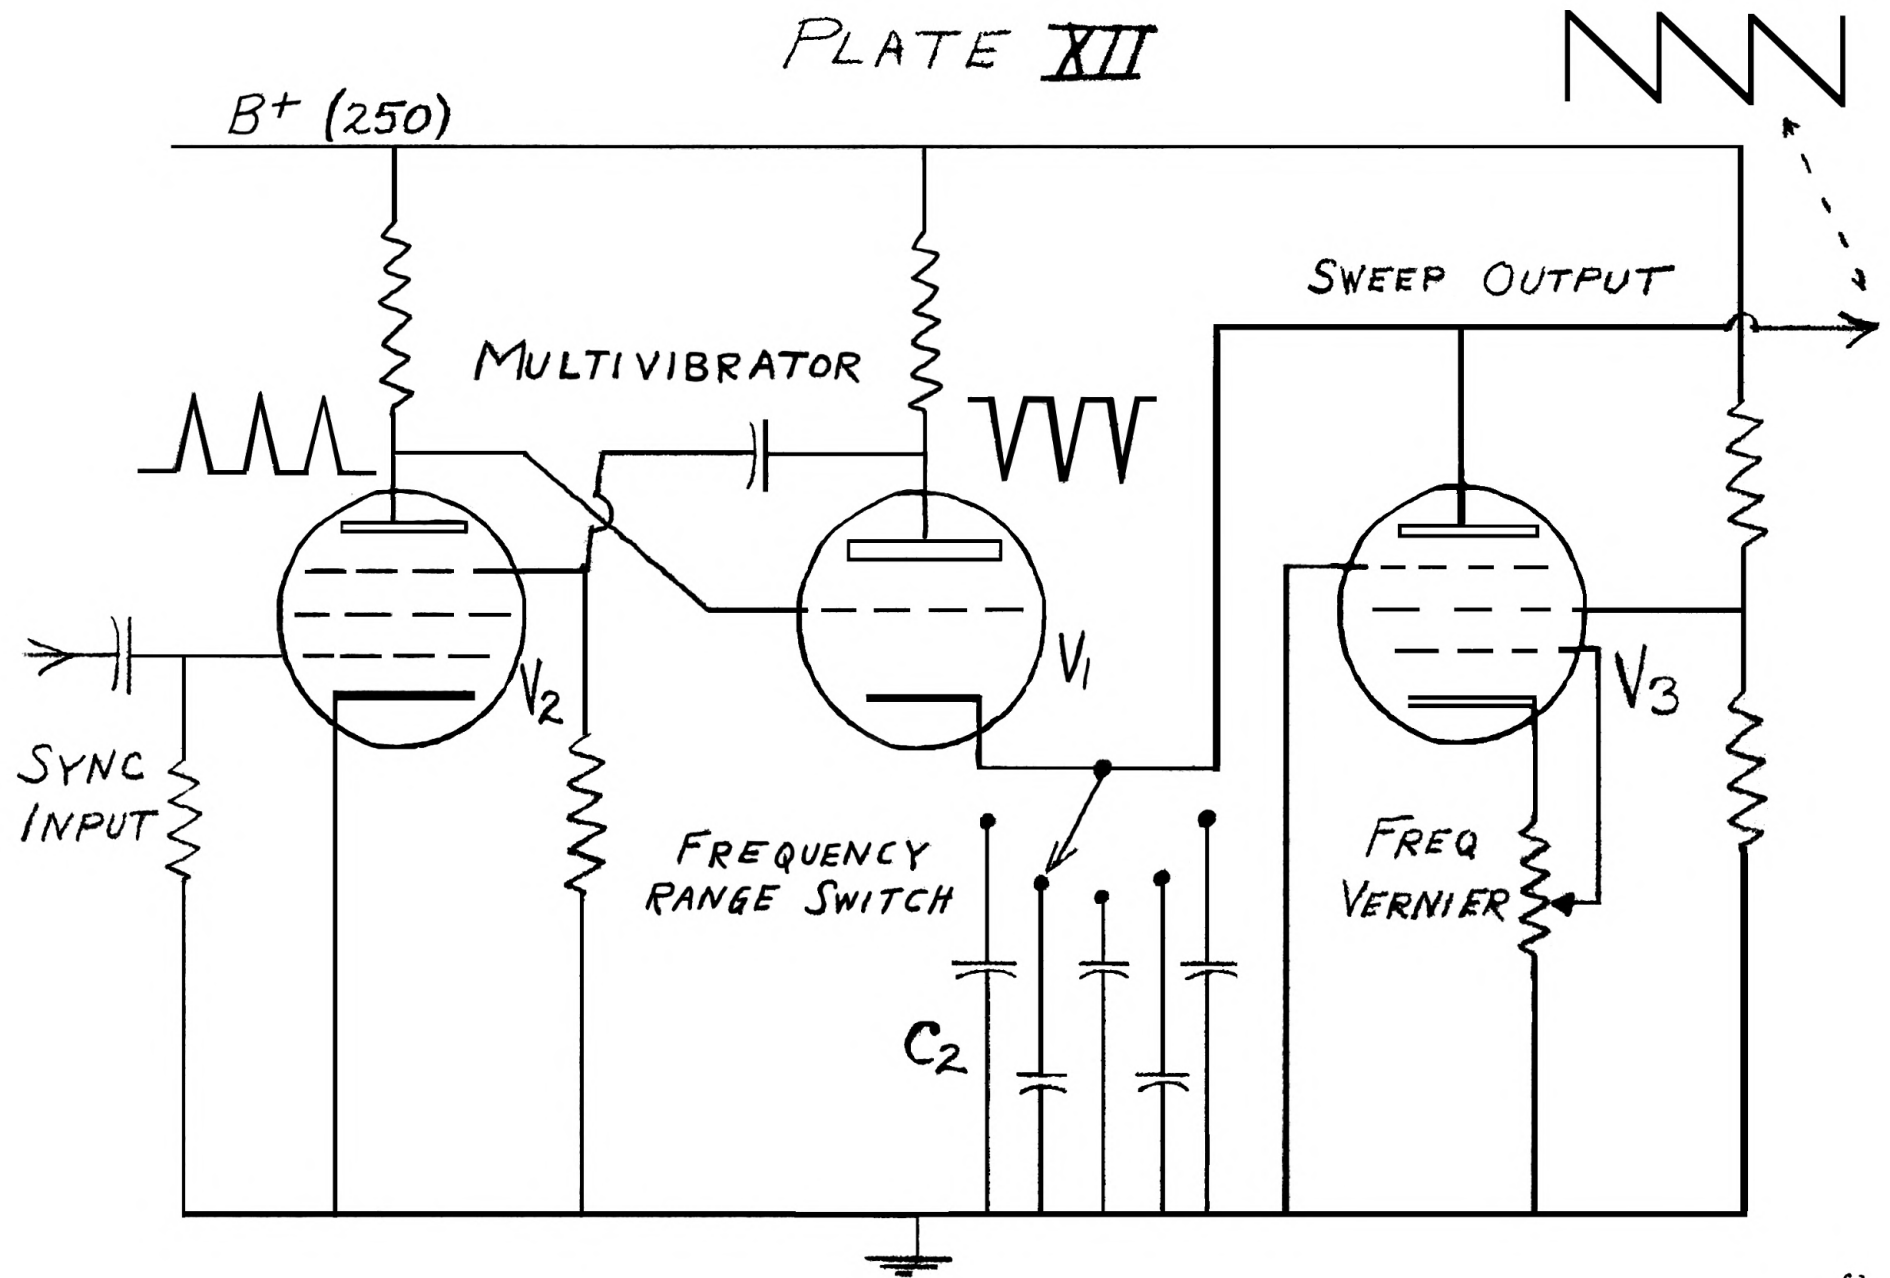 PLATE XII
B+ (250)
SWEEP OUTPUT
MULTIVIBRATOR
V1
V2
V3
SYNC
INPUT
FREQUENCY
RANGE SWITCH
FREQ
VERNIER
C2